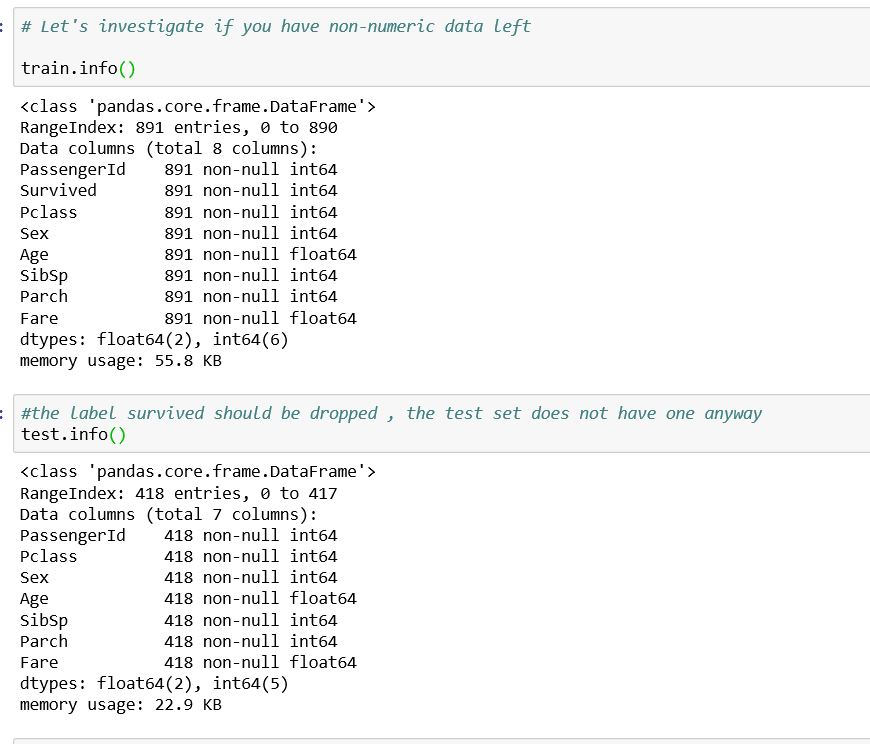 # Let's investigate if you have non-numeric data left
train.info()
<class 'pandas.core.frame.DataFrame'>
RangeIndex: 891 entries, 0 to 890
Data columns (total 8 columns):
PassengerId    891 non-null int64
Survived       891 non-null int64
Pclass         891 non-null int64
Sex            891 non-null int64
Age            891 non-null float64
SibSp          891 non-null int64
Parch          891 non-null int64
Fare           891 non-null float64
dtypes: float64(2), int64(6)
memory usage: 55.8 KB
#the label survived should be dropped , the test set does not have one anyway
test.info()
<class 'pandas.core.frame.DataFrame'>
RangeIndex: 418 entries, 0 to 417
Data columns (total 7 columns):
PassengerId    418 non-null int64
Pclass         418 non-null int64
Sex            418 non-null int64
Age            418 non-null float64
SibSp          418 non-null int64
Parch          418 non-null int64
Fare           418 non-null float64
dtypes: float64(2), int64(5)
memory usage: 22.9 KB